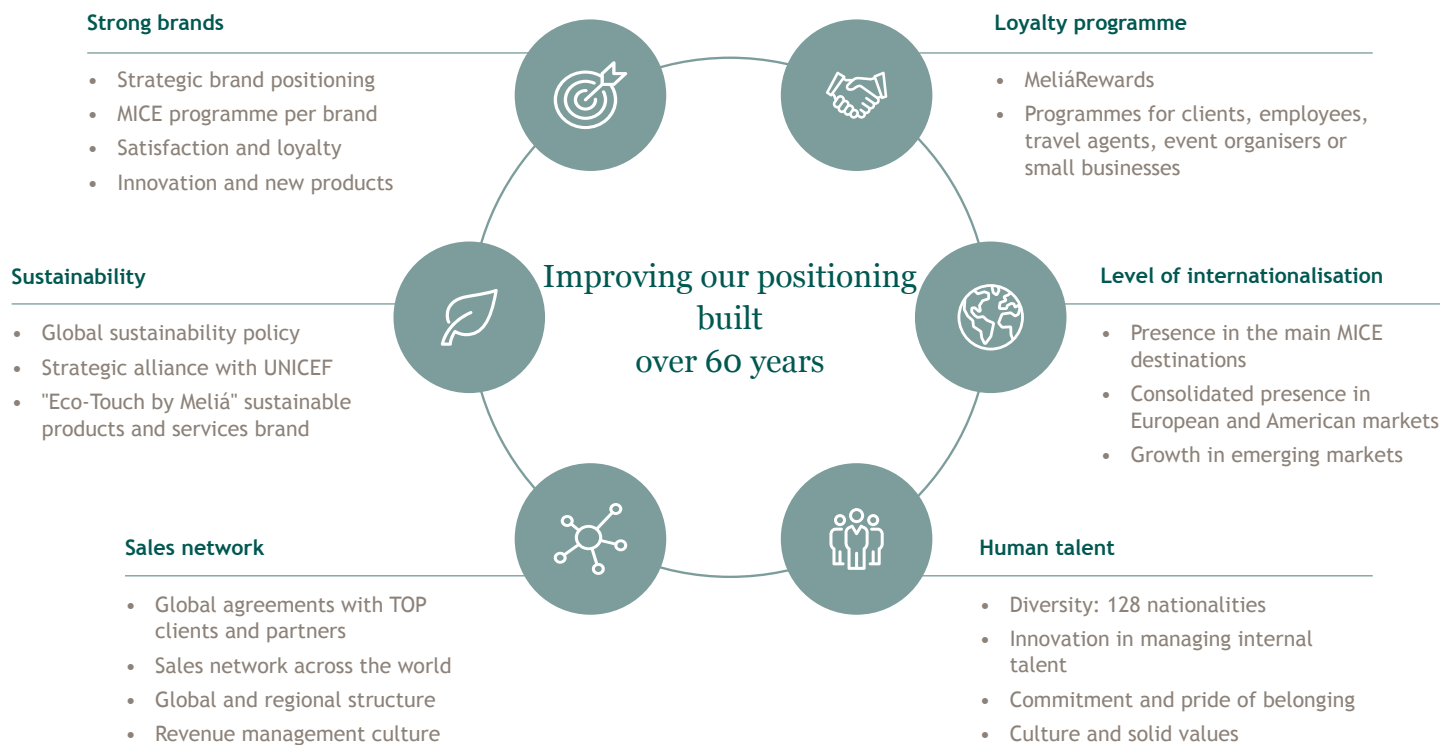 Strong brands
• Strategic brand positioning
• MICE programme per brand
• Satisfaction and loyalty
• Innovation and new products
Loyalty programme
• MeliáRewards
• Programmes for clients, employees,
travel agents, event organisers or
small businesses
Sustainability
• Global sustainability policy
• Strategic alliance with UNICEF
• "Eco-Touch by Meliá" sustainable
products and services brand
Improving our positioning
built
over 60 years
Level of internationalisation
• Presence in the main MICE
destinations
• Consolidated presence in
European and American markets
• Growth in emerging markets
Sales network
• Global agreements with TOP
clients and partners
• Sales network across the world
• Global and regional structure
• Revenue management culture
Human talent
• Diversity: 128 nationalities
• Innovation in managing internal
talent
• Commitment and pride of belonging
• Culture and solid values